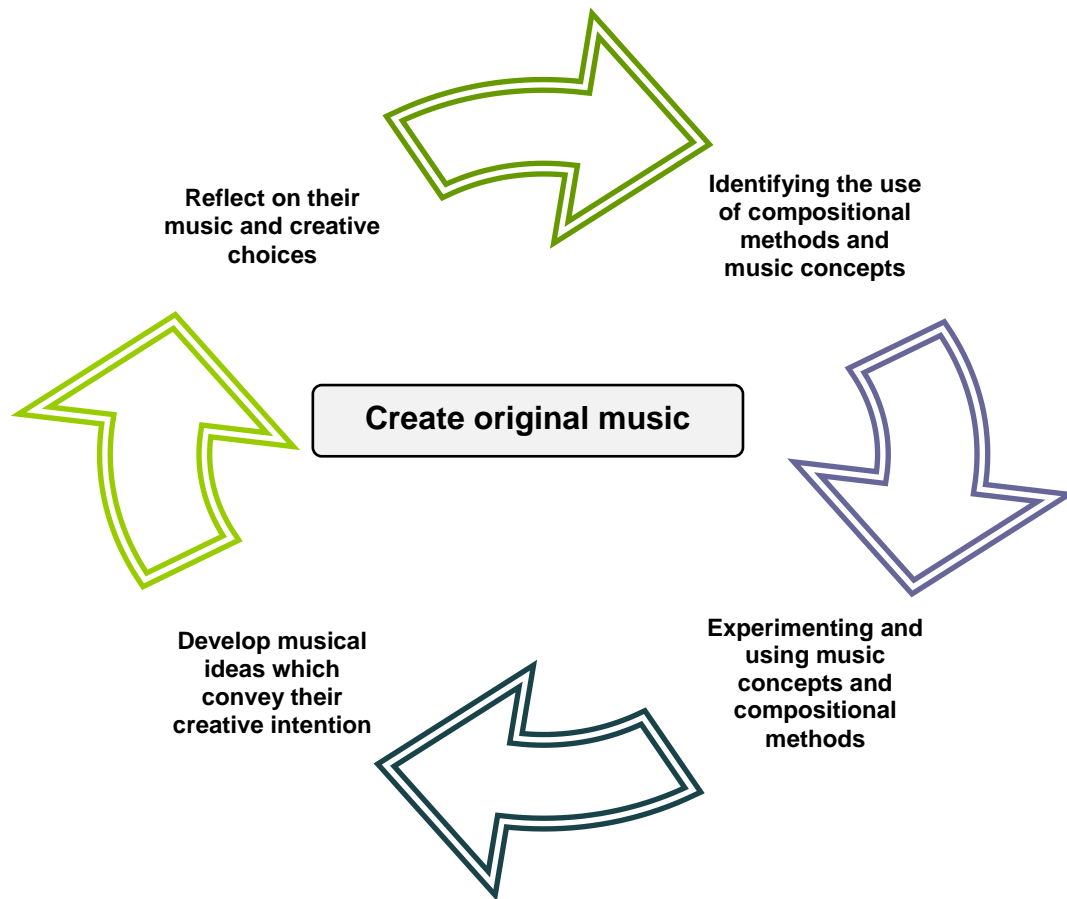 Reflect on their
music and creative
choices
Identifying the use
of compositional
methods and
music concepts
Create original music
Develop musical
ideas which
convey their
creative intention
Experimenting and
using music
concepts and
compositional
methods